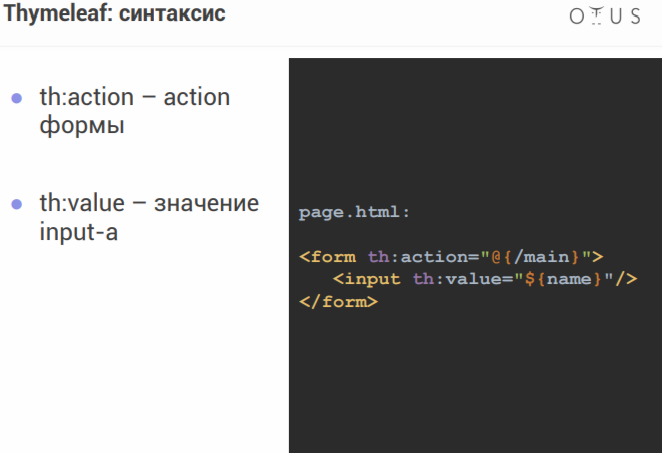 Thymeleaf: синтаксис
OTUS
th:action – action
формы
th:value – значение
input-а
page.html:
<form th:action="@{/main}">
<input th:value="${name}"/>
</form>